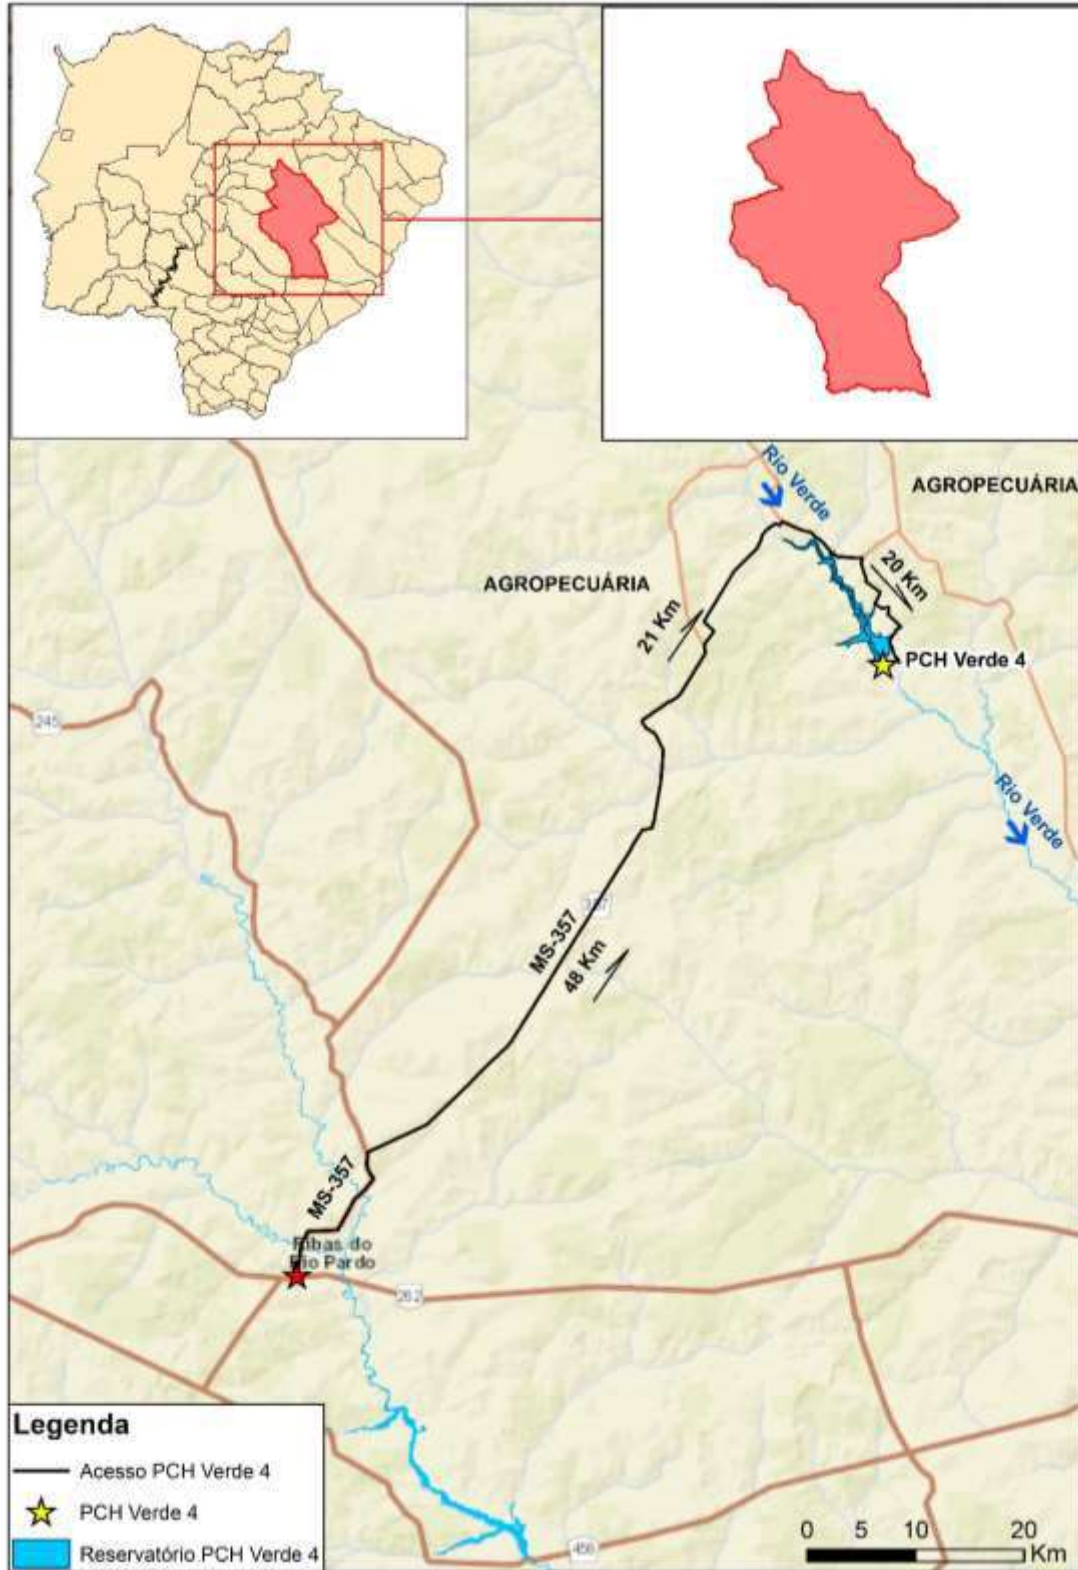 Rio Verde
AGROPECUÁRIA
AGROPECUÁRIA
20 Km
21 Km
PCH Verde 4
245
Rio Verde
MS-357
48 Km
MS-357
Ribas do
Rio Pardo
262
Legenda
Acesso PCH Verde 4
PCH Verde 4
Reservatório PCH Verde 4
456
0 5 10 20
Km